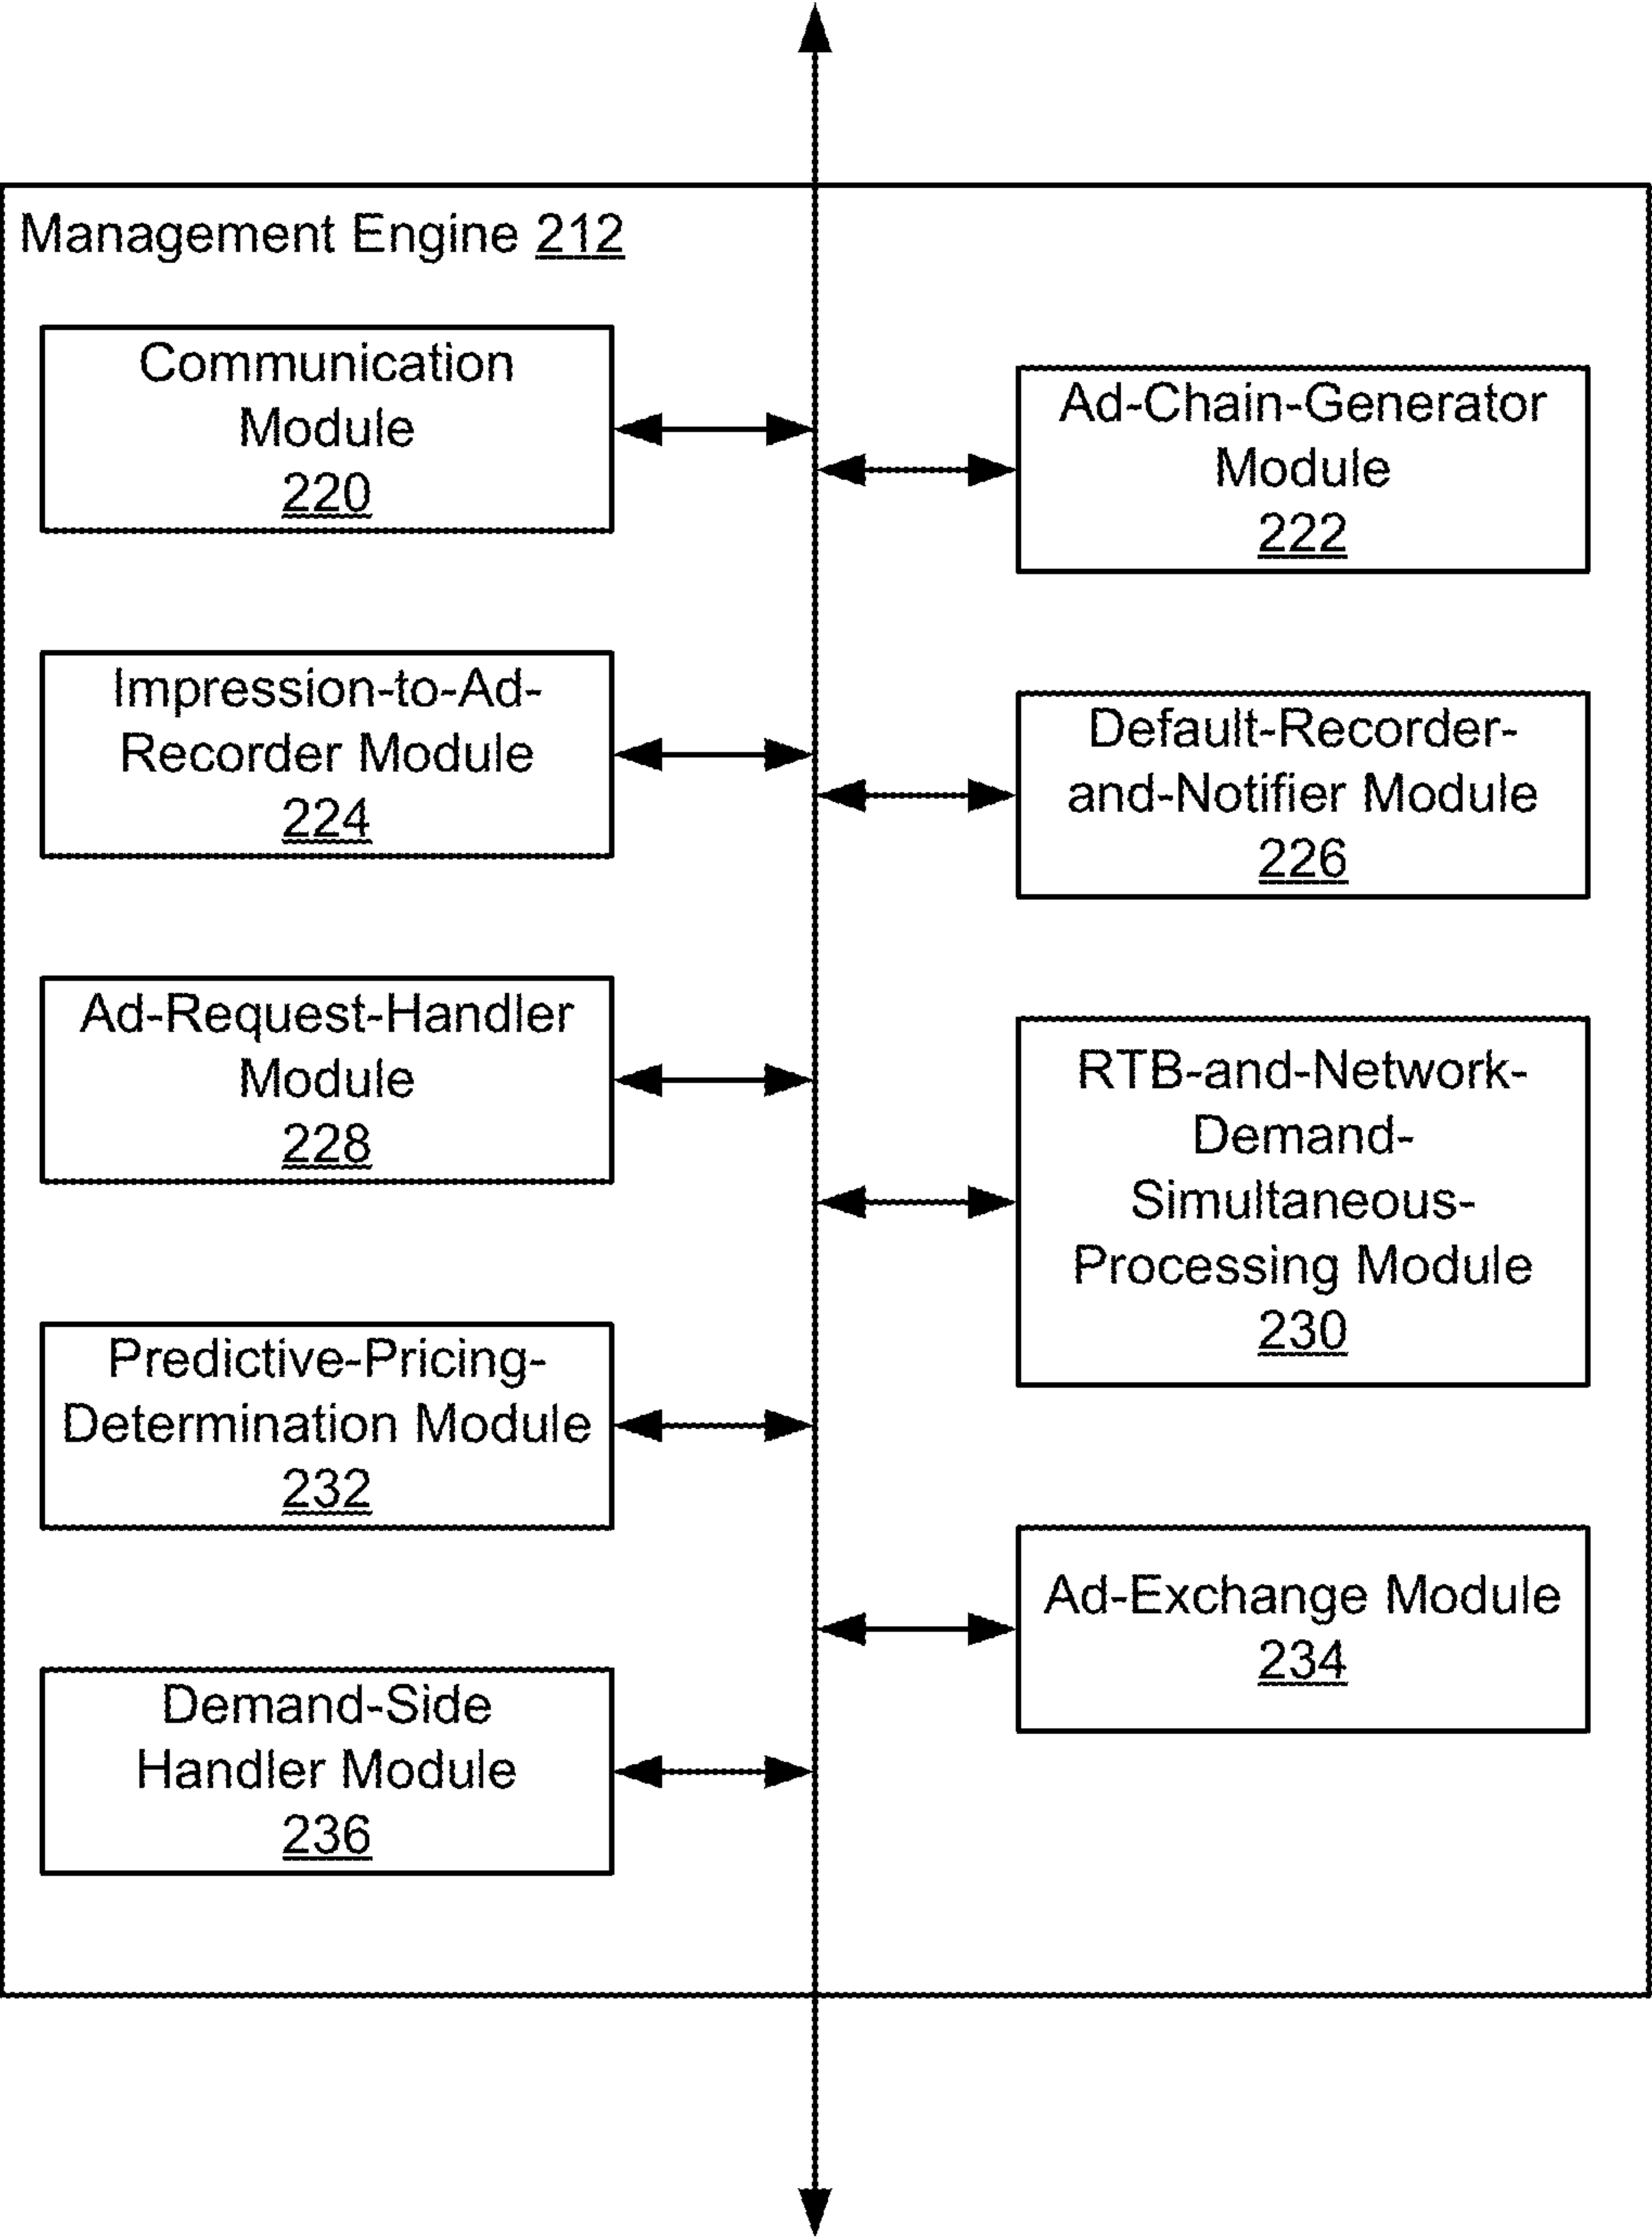 Management Engine 212
Communication
Module
220
Ad-Chain-Generator
Module
222
Impression-to-Ad-
Recorder Module
224
Default-Recorder-
and-Notifier Module
226
Ad-Request-Handler
Module
228
RTB-and-Network-
Demand-
Simultaneous-
Processing Module
230
Predictive-Pricing-
Determination Module
232
Ad-Exchange Module
234
Demand-Side
Handler Module
236